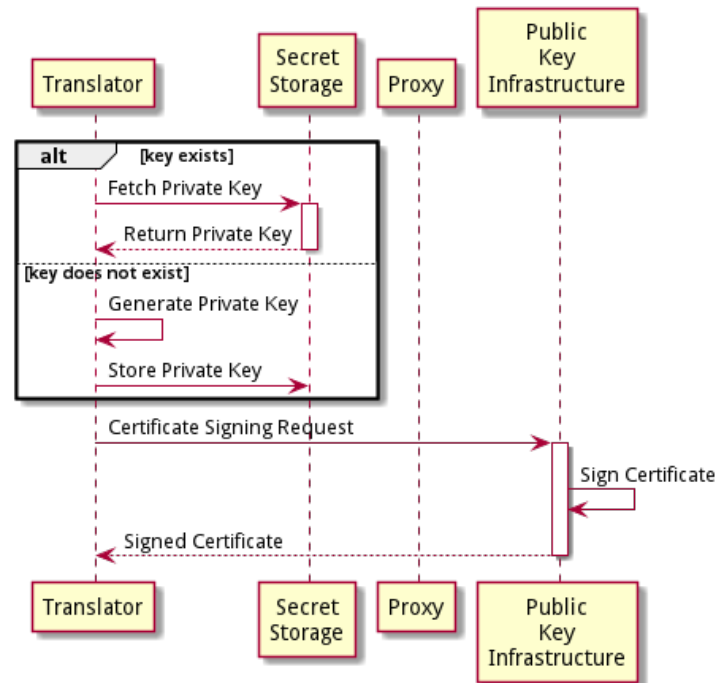 Translator
Secret
Storage
Proxy
Public
Key
Infrastructure
alt [key exists]
Fetch Private Key
Return Private Key
[key does not exist]
Generate Private Key
Store Private Key
Certificate Signing Request
Sign Certificate
Signed Certificate
Translator
Secret
Storage
Proxy
Public
Key
Infrastructure